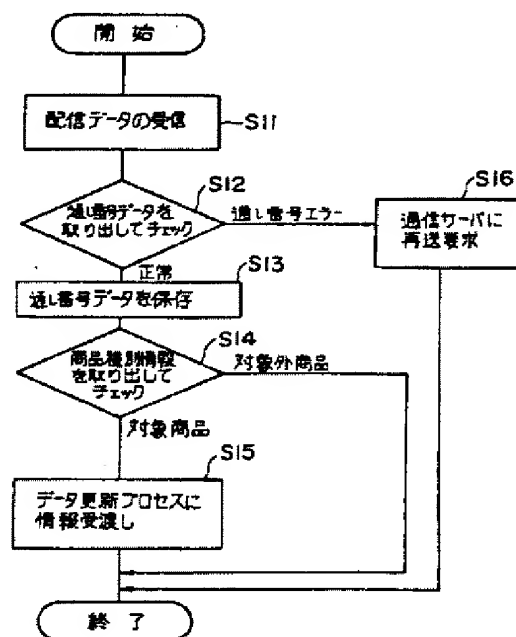 開始
配信データの受信
S11
S12
通し番号データを
取り出してチェック
通し番号エラー
S16
通信サーバに
再送要求
正常
S13
通し番号データを保存
S14
商品種別情報
を取り出して
チェック
対象外商品
対象商品
S15
データ更新プロセスに
情報受渡し
終了